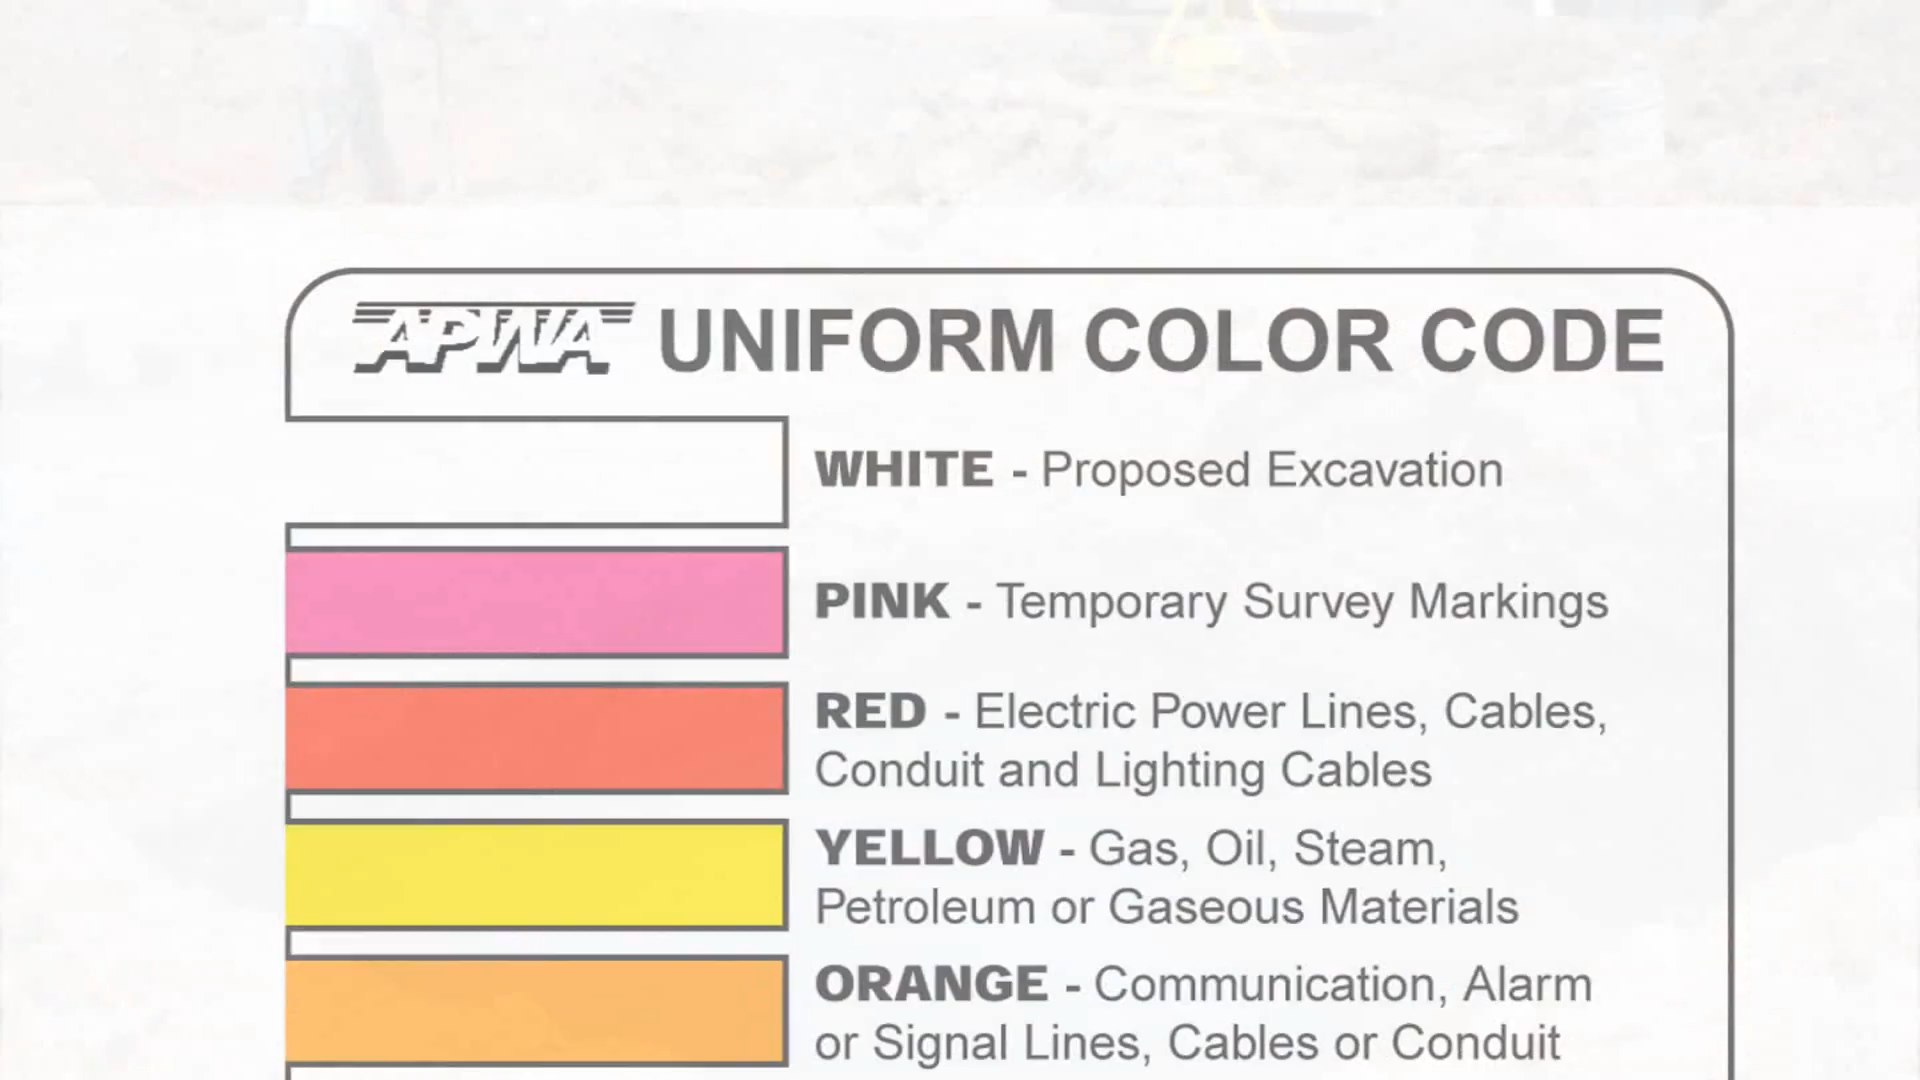 APWA UNIFORM COLOR CODE
WHITE - Proposed Excavation
PINK - Temporary Survey Markings
RED - Electric Power Lines, Cables,
Conduit and Lighting Cables
YELLOW - Gas, Oil, Steam,
Petroleum or Gaseous Materials
ORANGE - Communication, Alarm
or Signal Lines, Cables or Conduit